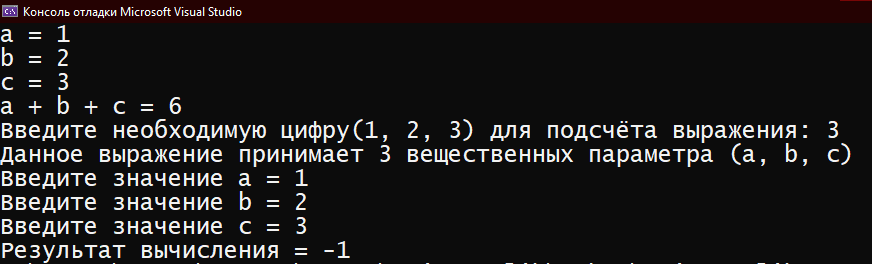 Консоль отладки Microsoft Visual Studio
a = 1
b = 2
c = 3
a + b + c = 6
Введите необходимую цифру(1, 2, 3) для подсчёта выражения: 3
Данное выражение принимает 3 вещественных параметра (a, b, c)
Введите значение a = 1
Введите значение b = 2
Введите значение c = 3
Результат вычисления = -1